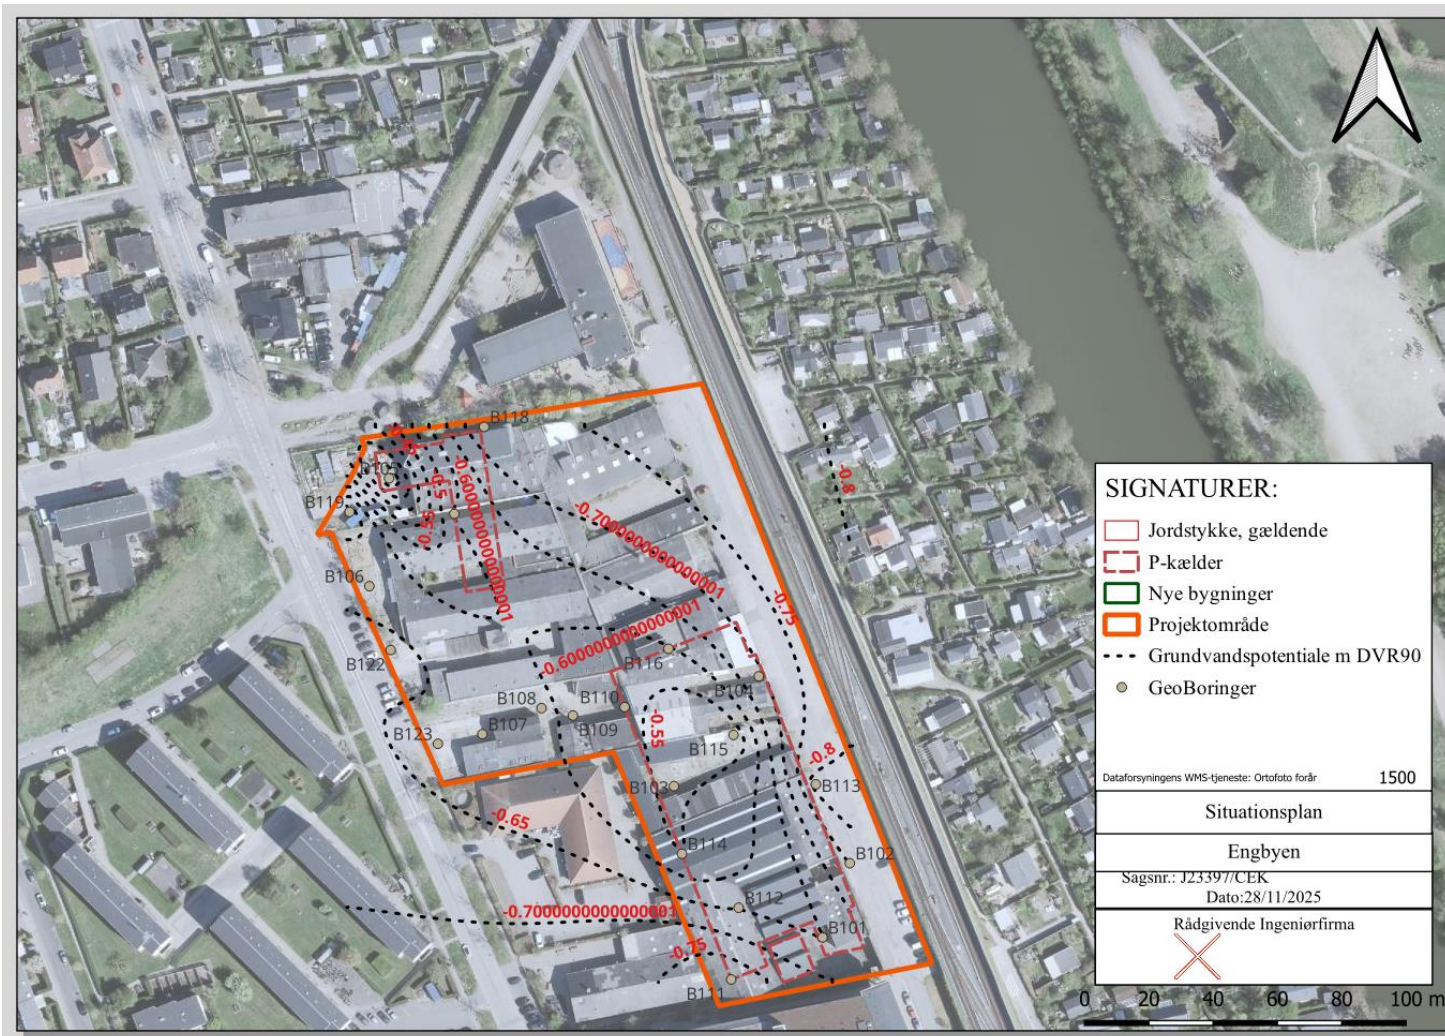 B118
B105
B119
-0.5
-0.55
-0.6000000000000001
-0.7000000000000001
-0.8
B106
-0.75
-0.6000000000000001
B122
B116
B104
B108
B110
B107
B109
-0.55
B123
B115
-0.8
B103
B113
-0.65
B114
B102
B112
-0.7000000000000001
B101
-0.75
B111
SIGNATURER:
Jordstykke, gældende
P-kælder
Nye bygninger
Projektområde
Grundvandspotentiale m DVR90
GeoBoringer
Dataforsyningens WMS-tjeneste: Ortofoto forår 1500
Situationsplan
Engbyen
Sagsnr.: J23397/CEK
Dato:28/11/2025
Rådgivende Ingeniørfirma
0 20 40 60 80 100 m